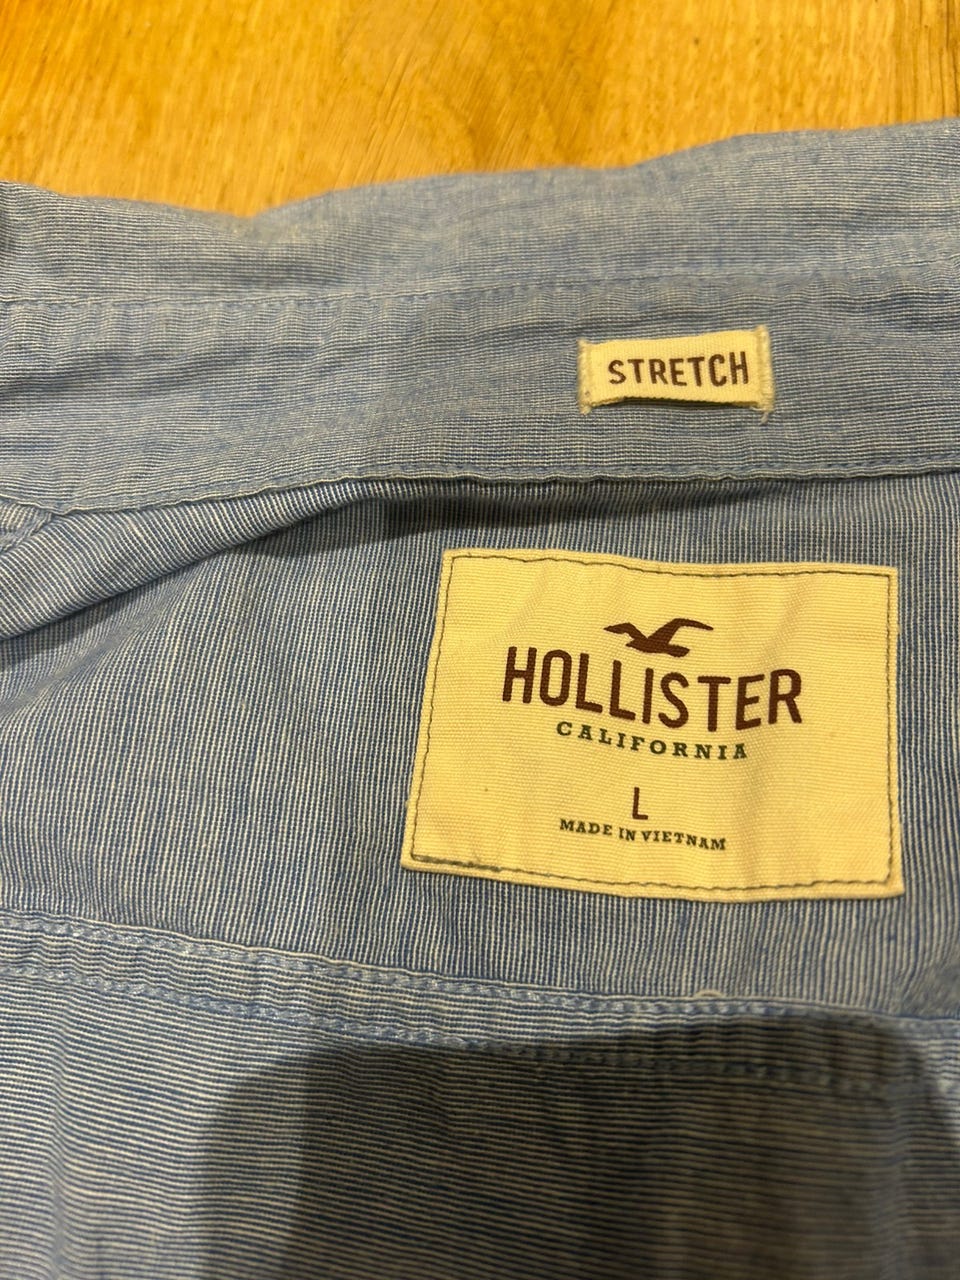 STRETCH
HOLLISTER
CALIFORNIA
L
MADE IN VIETNAM